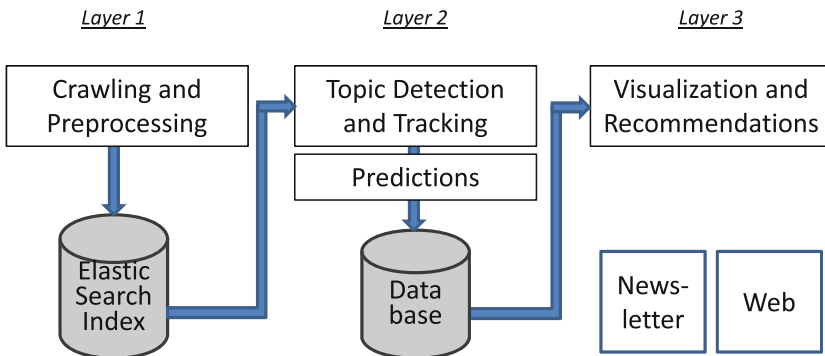 Layer 1
Layer 2
Layer 3
Crawling and
Preprocessing
Topic Detection
and Tracking
Visualization and
Recommendations
Predictions
Elastic
Search
Index
Data
base
News-
letter
Web